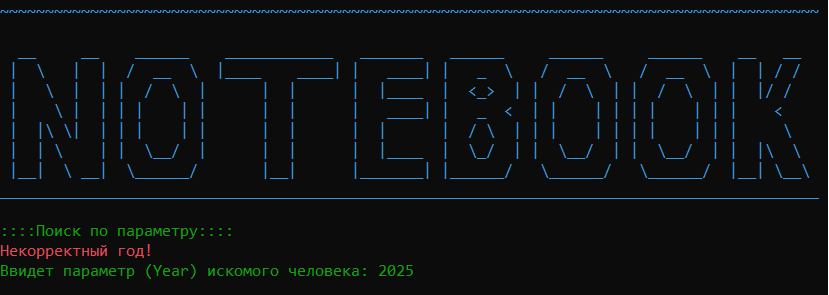 NOTEBOOK
::::Поиск по параметру::::
Некорректный год!
Ввидет параметр (Year) искомого человека: 2025